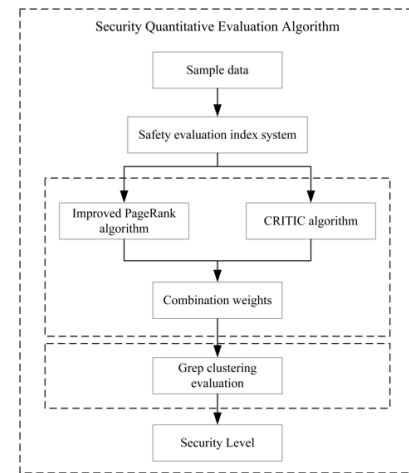 Security Quantitative Evaluation Algorithm
Sample data
Safety evaluation index system
Improved PageRank
algorithm
CRITIC algorithm
Combination weights
Grep clustering
evaluation
Security Level